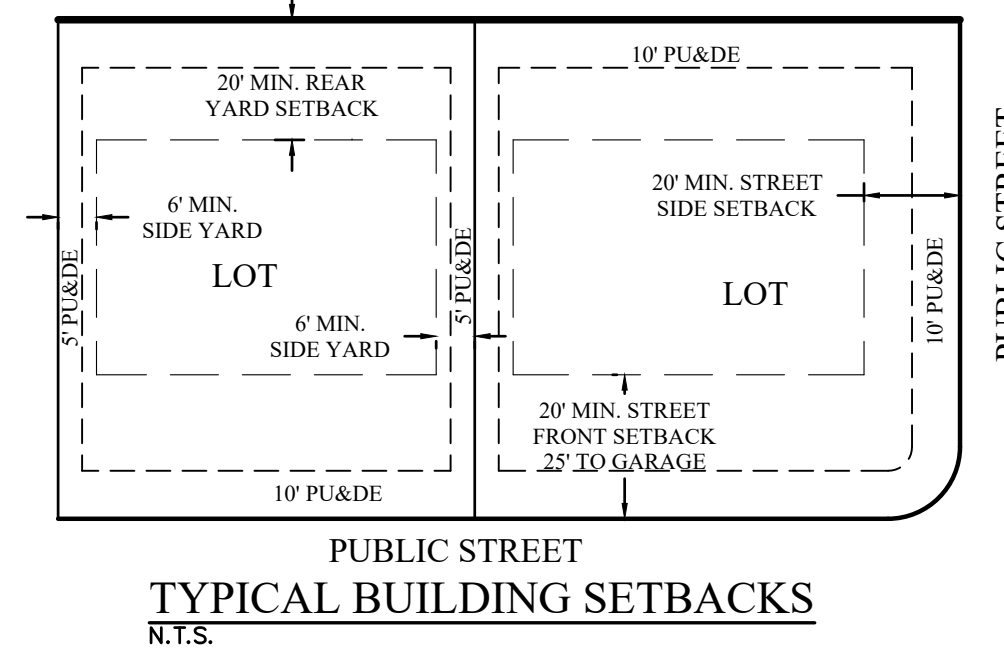 10' PU&DE
20' MIN. REAR
YARD SETBACK
20' MIN. STREET
SIDE SETBACK
6' MIN.
SIDE YARD
LOT
5' PU&DE
5' PU&DE
LOT
10' PU&DE
PUBLIC STREET
6' MIN.
SIDE YARD
20' MIN. STREET
FRONT SETBACK
25' TO GARAGE
10' PU&DE
PUBLIC STREET
TYPICAL BUILDING SETBACKS
N.T.S.